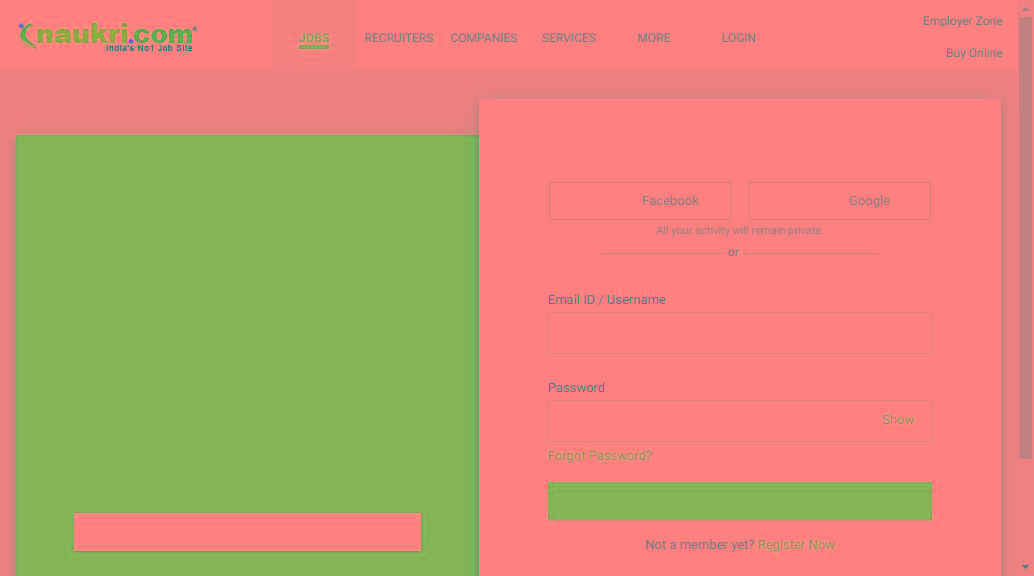 naukri.com
India's No1 Job Site
JOBS
RECRUITERS
COMPANIES
SERVICES
MORE
LOGIN
Employer Zone
Buy Online
Facebook
Google
All your activity will remain private.
or
Email ID / Username
Password
Show
Forgot Password?
Not a member yet? Register Now